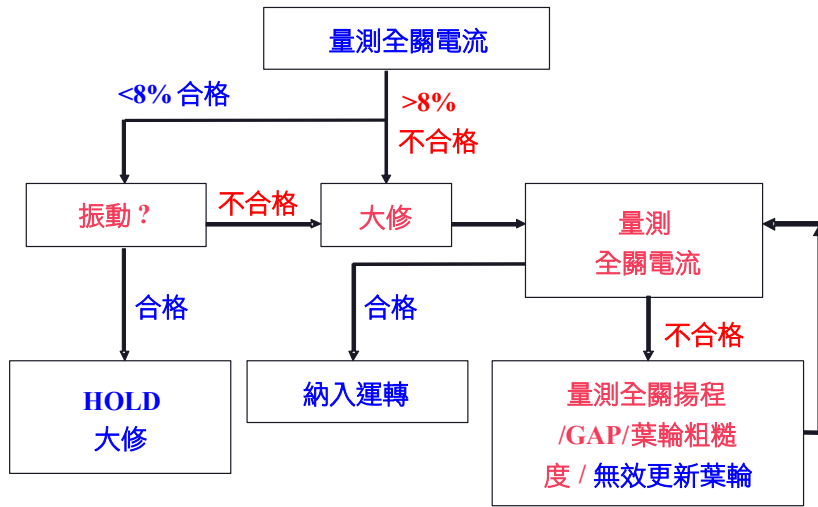 量測全關電流
<8% 合格
>8%
不合格
振動 ?
不合格
大修
量測
全關電流
合格
合格
不合格
HOLD
大修
納入運轉
量測全關揚程
/GAP/葉輪粗糙
度 / 無效更新葉輪